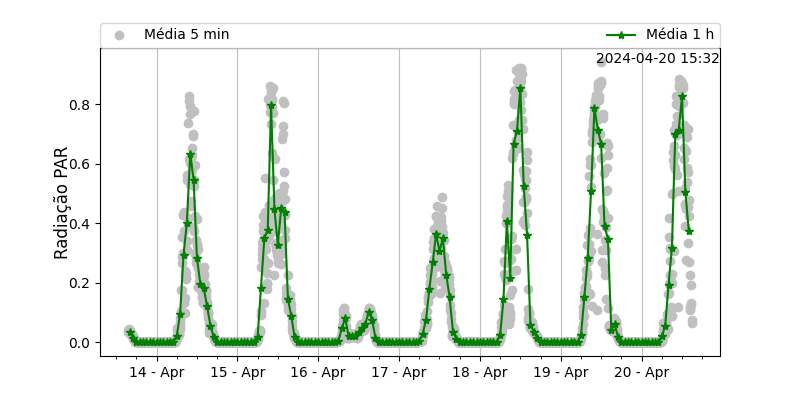 Média 5 min
Média 1 h
2024-04-20 15:32
Radiação PAR
0.8
0.6
0.4
0.2
0.0
14 - Apr
15 - Apr
16 - Apr
17 - Apr
18 - Apr
19 - Apr
20 - Apr